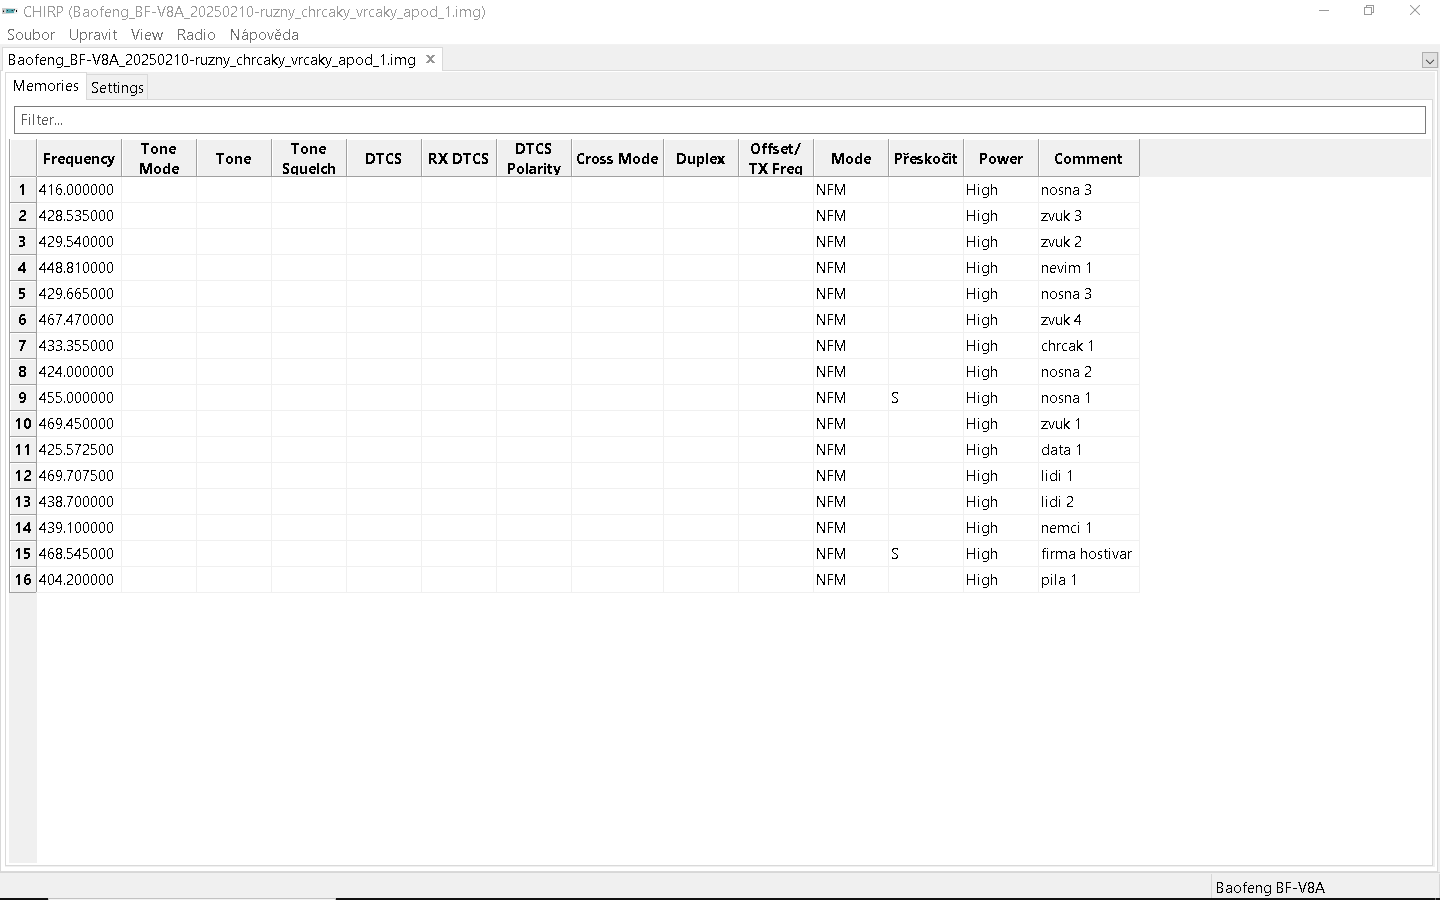 CHIRP (Baofeng_BF-V8A_20250210-ruzny_chrcaky_vrcaky_apod_1.img)
Soubor Upravit View Radio Nápověda
Baofeng_BF-V8A_20250210-ruzny_chrcaky_vrcaky_apod_1.img
Memories Settings
Filter...
Frequency Tone Mode Tone Tone Squelch DTCS RX DTCS DTCS Polarity Cross Mode Duplex Offset/ TX Freq Mode Přeskočit Power Comment
1 416.000000 NFM High nosna 3
2 428.535000 NFM High zvuk 3
3 429.540000 NFM High zvuk 2
4 448.810000 NFM High nevim 1
5 429.665000 NFM High nosna 3
6 467.470000 NFM High zvuk 4
7 433.355000 NFM High chrcak 1
8 424.000000 NFM High nosna 2
9 455.000000 NFM S High nosna 1
10 469.450000 NFM High zvuk 1
11 425.572500 NFM High data 1
12 469.707500 NFM High lidi 1
13 438.700000 NFM High lidi 2
14 439.100000 NFM High nemci 1
15 468.545000 NFM S High firma hostivar
16 404.200000 NFM High pila 1
Baofeng BF-V8A